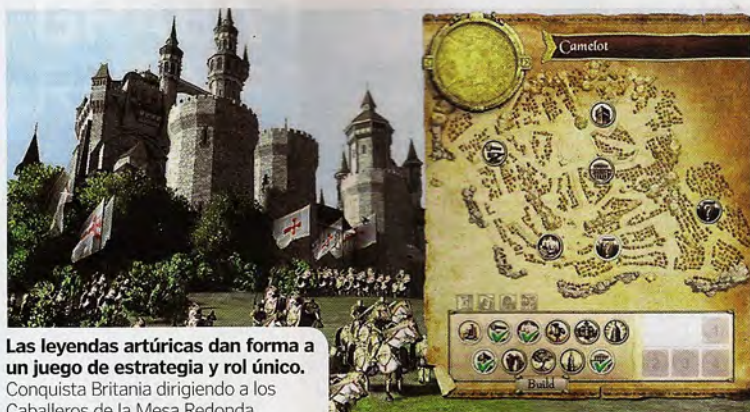 Camelot
Build
Las leyendas artúricas dan forma a
un juego de estrategia y rol único.
Conquista Britania dirigiendo a los
Caballeros de la Mesa Redonda